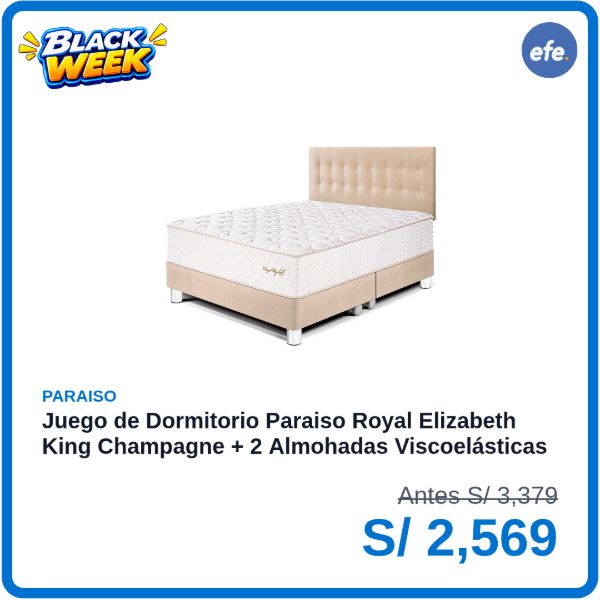 BLACK
WEEK
efe.
PARAISO
Juego de Dormitorio Paraiso Royal Elizabeth
King Champagne + 2 Almohadas Viscoelásticas
Antes S/ 3,379
S/ 2,569